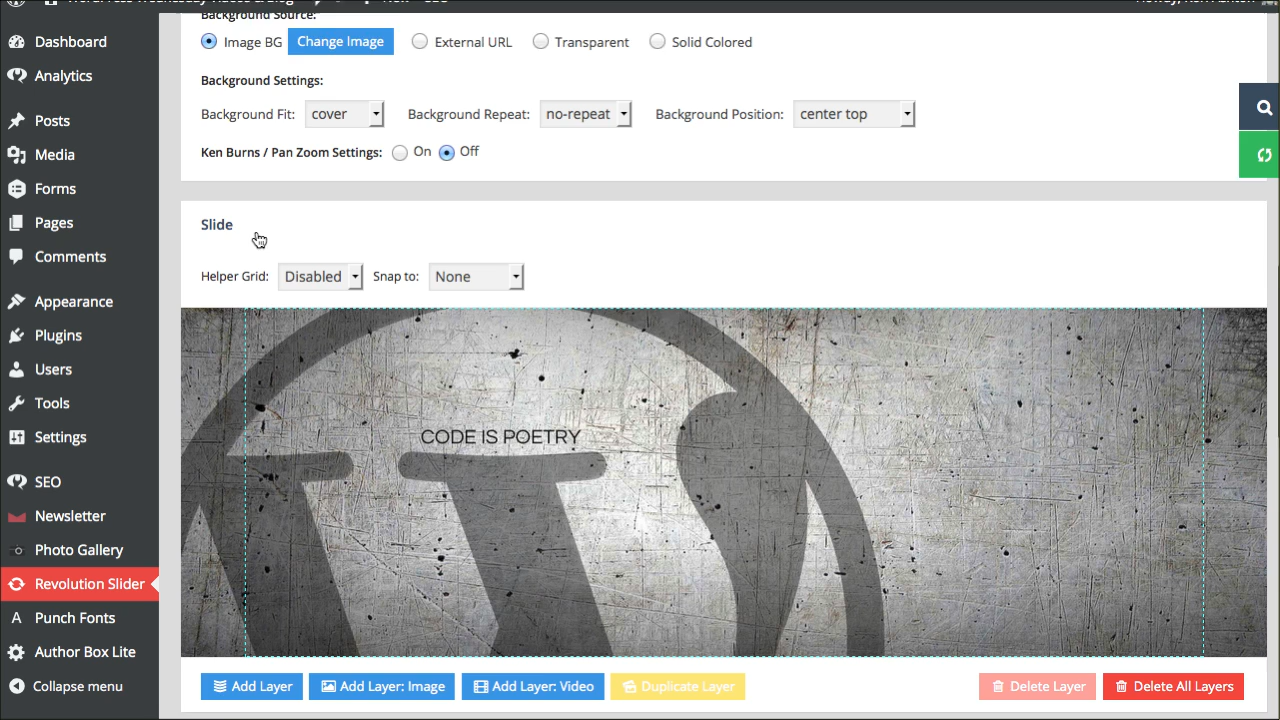 Background Source:
Image BG Change Image External URL Transparent Solid Colored
Background Settings:
Background Fit: cover Background Repeat: no-repeat Background Position: center top
Ken Burns / Pan Zoom Settings: On Off
Slide
Helper Grid: Disabled Snap to: None
CODE IS POETRY
Add Layer Add Layer: Image Add Layer: Video Duplicate Layer Delete Layer Delete All Layers
Dashboard
Analytics
Posts
Media
Forms
Pages
Comments
Appearance
Plugins
Users
Tools
Settings
SEO
Newsletter
Photo Gallery
Revolution Slider
Punch Fonts
Author Box Lite
Collapse menu